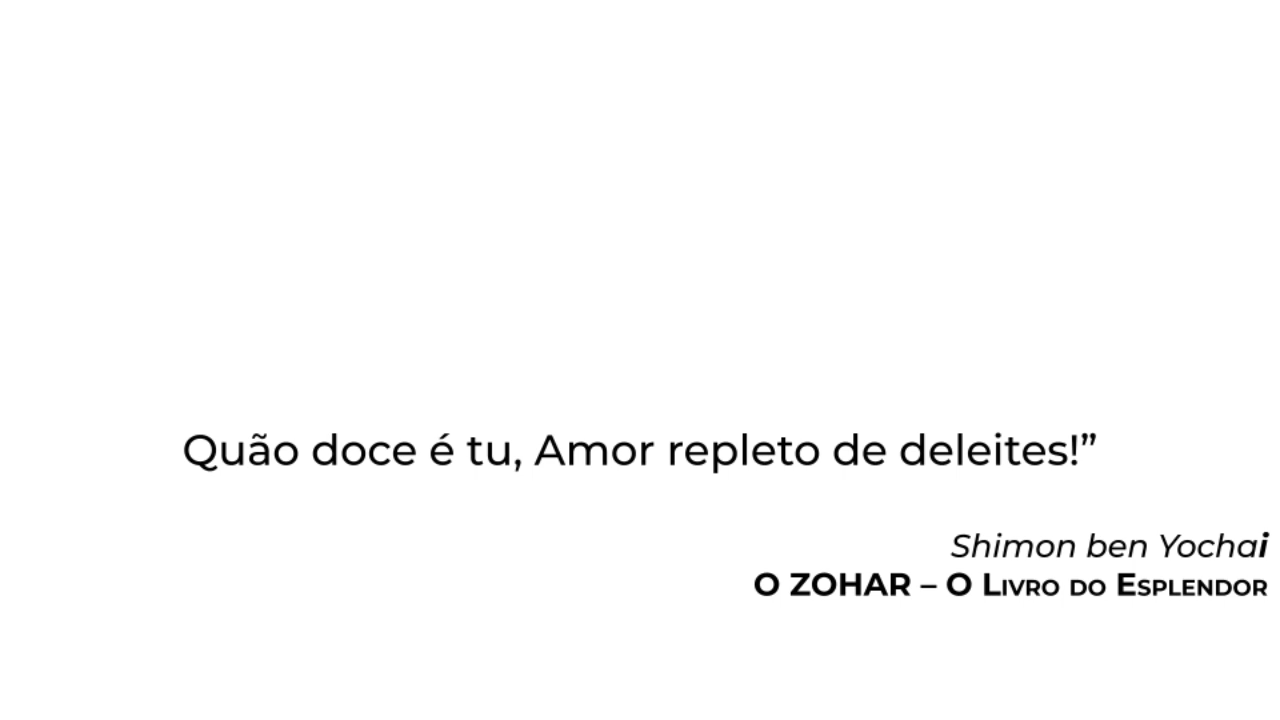 Quão doce é tu, Amor repleto de deleites!”
Shimon ben Yochai
O ZOHAR – O Livro do Esplendor